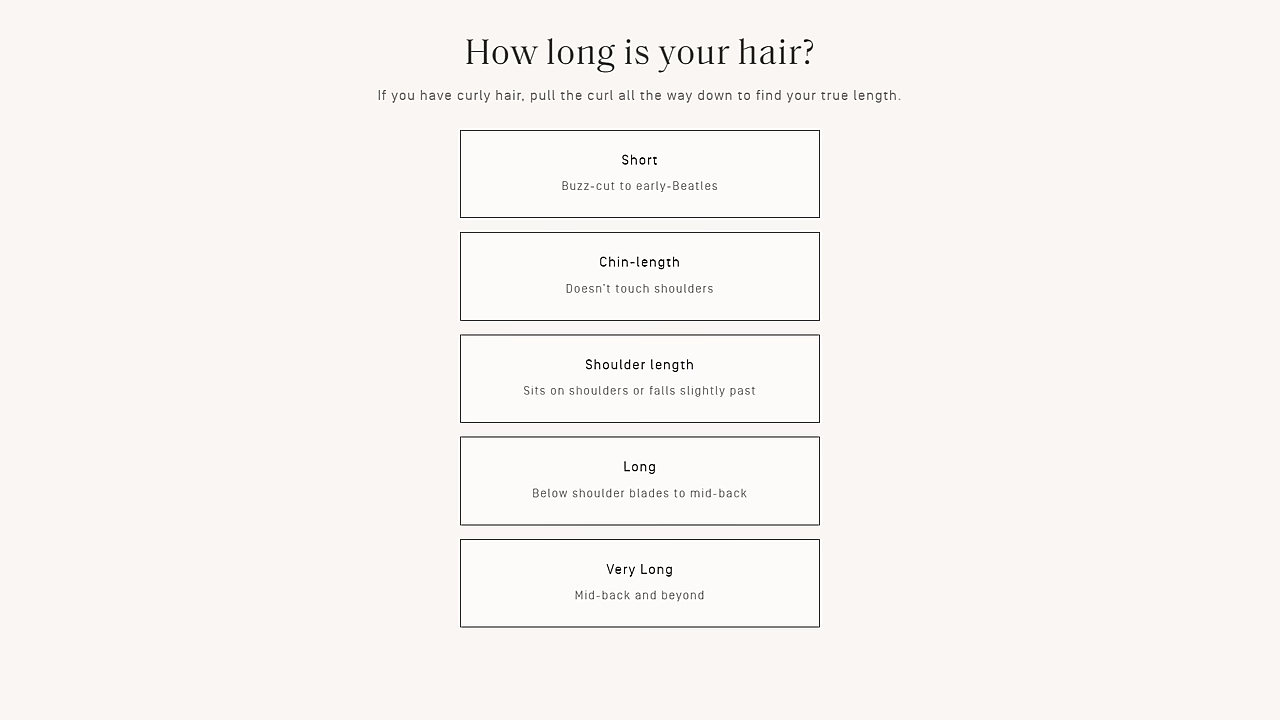 How long is your hair?
If you have curly hair, pull the curl all the way down to find your true length.
Short
Buzz-cut to early-Beatles
Chin-length
Doesn't touch shoulders
Shoulder length
Sits on shoulders or falls slightly past
Long
Below shoulder blades to mid-back
Very Long
Mid-back and beyond